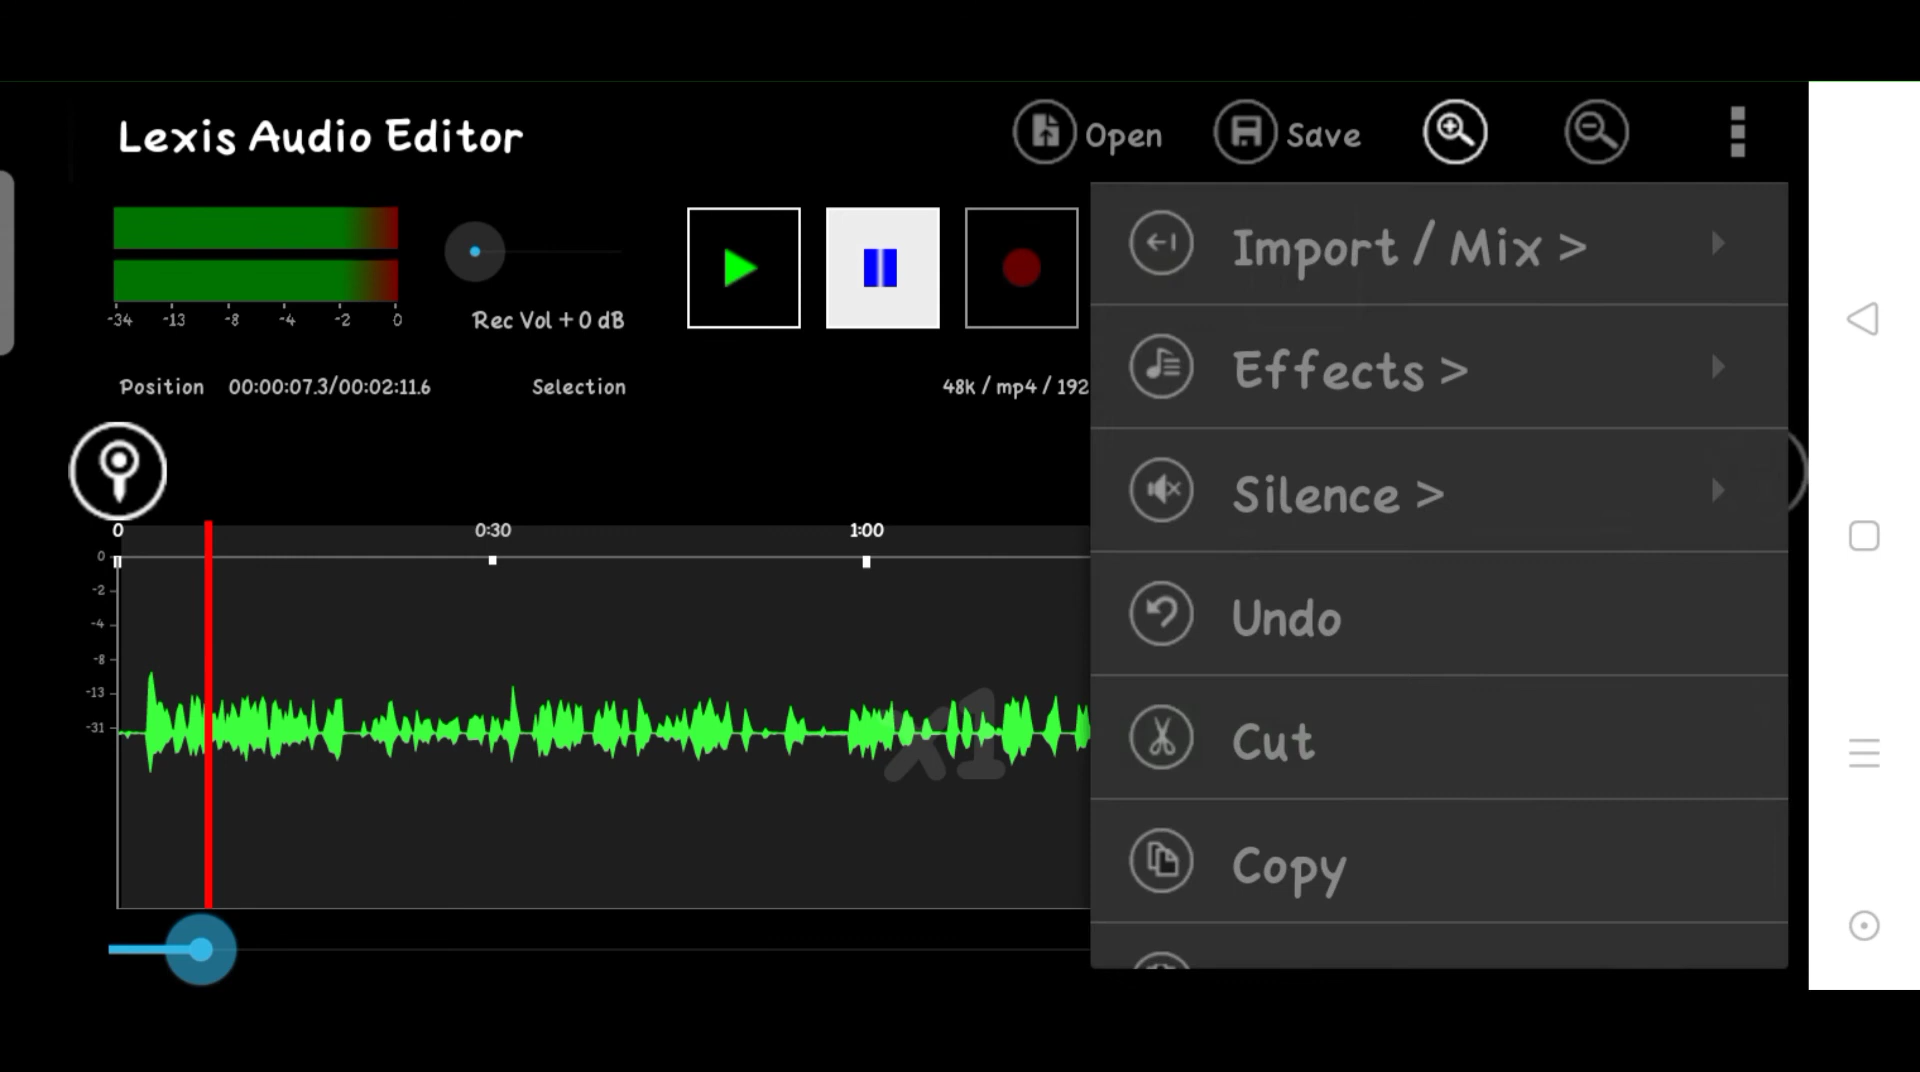 Lexis Audio Editor
Open
Save
-34 -13 -8 -4 -2 0
Rec Vol + 0 dB
Position 00:00:07.3/00:02:11.6
Selection
48k / mp4 / 192
0 0:30 1:00
0
-2
-4
-8
-13
-31
x1
Import / Mix >
Effects >
Silence >
Undo
Cut
Copy